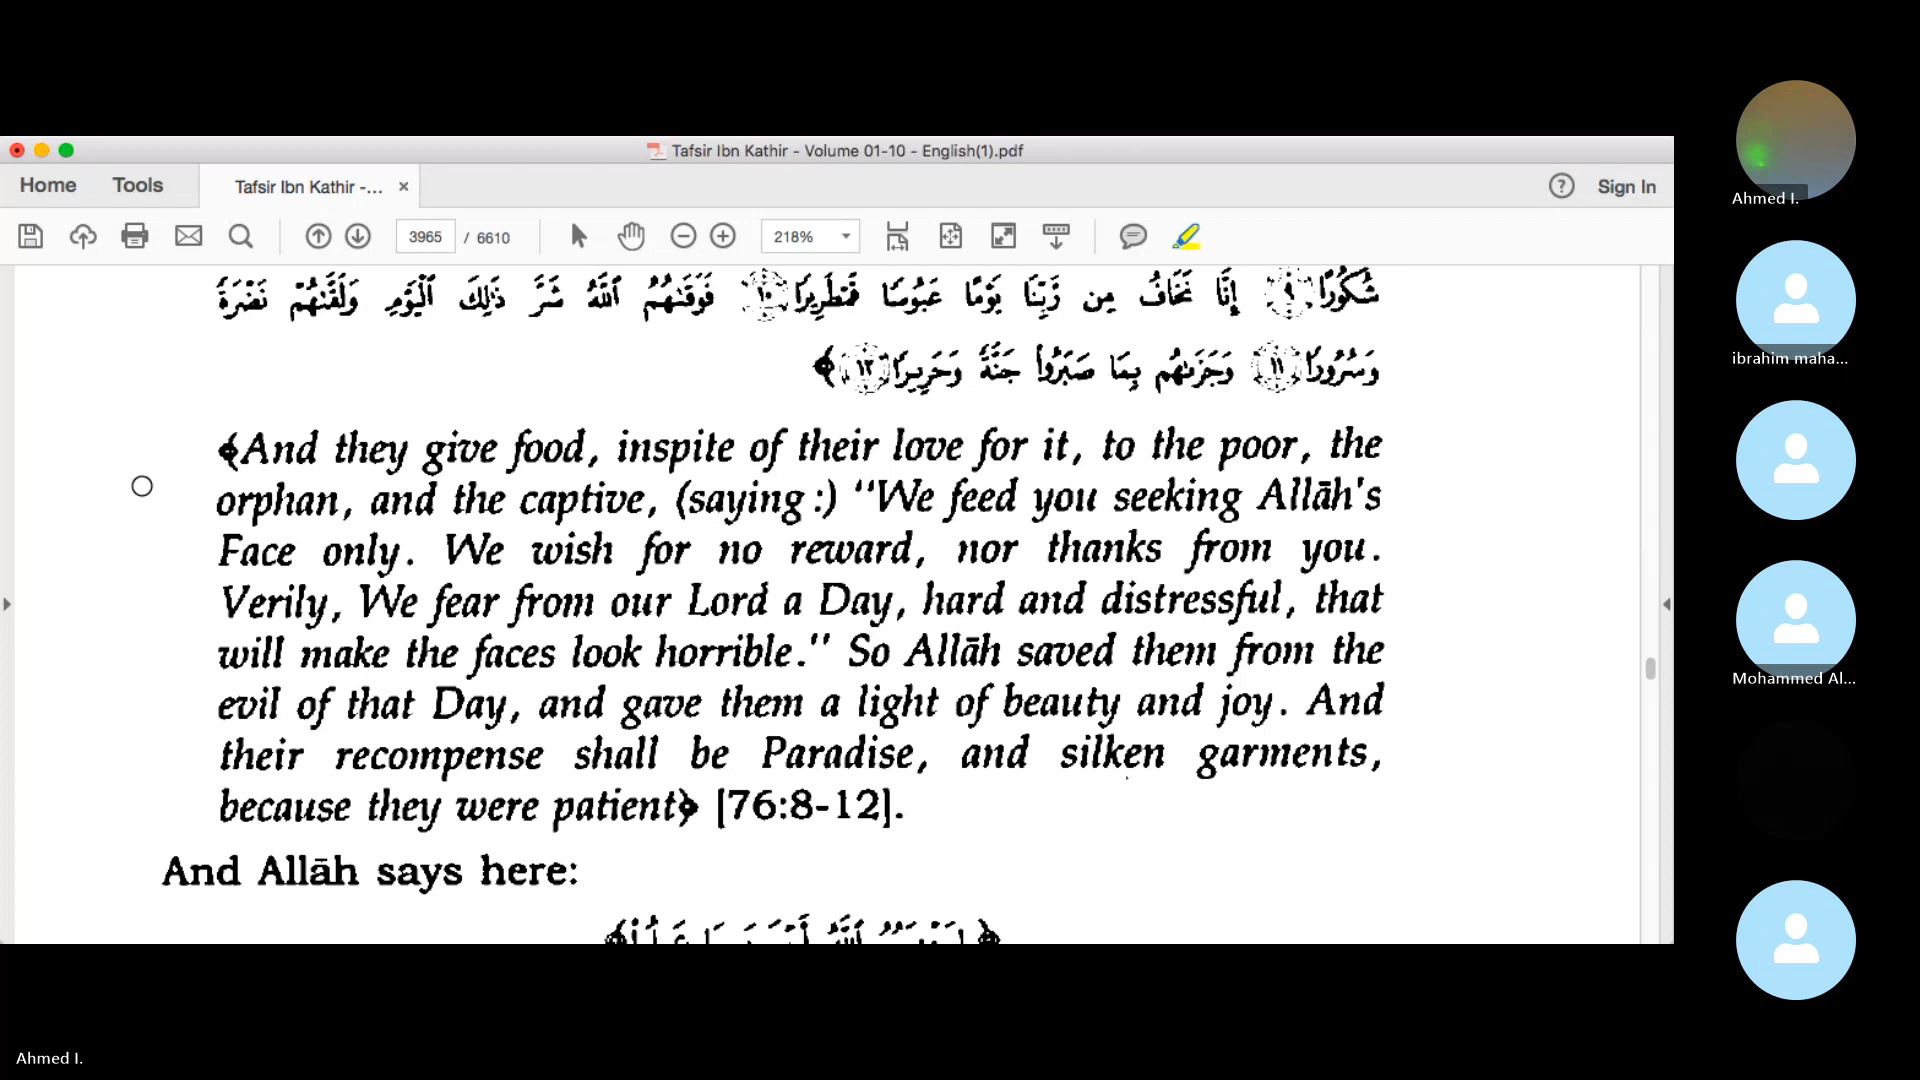 Tafsir Ibn Kathir - Volume 01-10 - English(1).pdf
Home Tools Tafsir Ibn Kathir -... × ? Sign In
3965 / 6610 218%
شَكُورًا ٩ إِنَّا نَخَافُ مِن رَّبِّنَا يَوْمًا عَبُوسًا قَمْطَرِيرًا ١٠ فَوَقَىٰهُمُ ٱللَّهُ شَرَّ ذَٰلِكَ ٱلْيَوْمِ وَلَقَّىٰهُمْ نَضْرَةً
وَسُرُورًا ١١ وَجَزَىٰهُم بِمَا صَبَرُوا۟ جَنَّةً وَحَرِيرًا ١٢﴾
﴿And they give food, inspite of their love for it, to the poor, the
orphan, and the captive, (saying:) "We feed you seeking Allāh's
Face only. We wish for no reward, nor thanks from you.
Verily, We fear from our Lord a Day, hard and distressful, that
will make the faces look horrible." So Allāh saved them from the
evil of that Day, and gave them a light of beauty and joy. And
their recompense shall be Paradise, and silken garments,
because they were patient﴾ [76:8-12].
And Allāh says here:
Ahmed I.
ibrahim maha...
Mohammed Al...
Ahmed I.